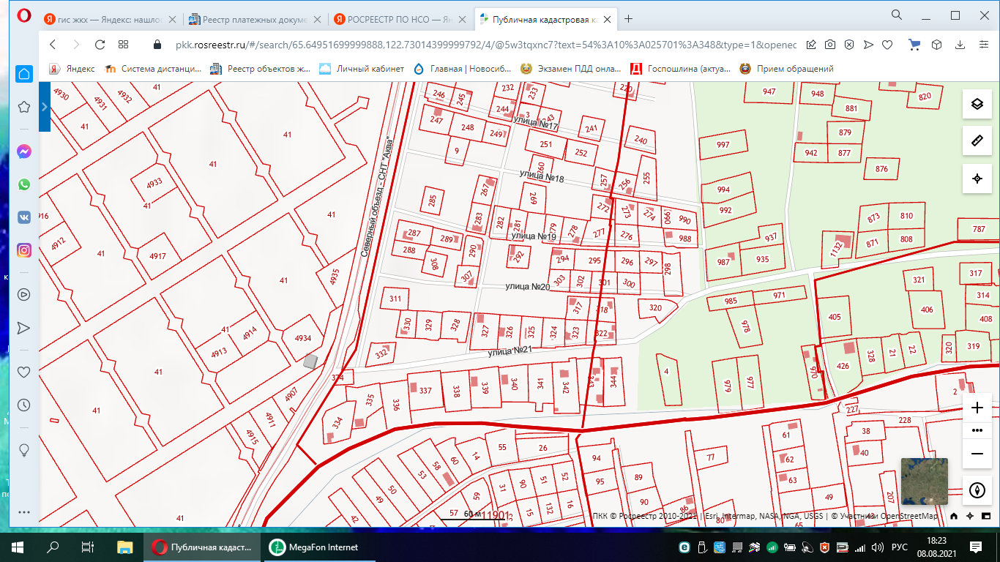 гис жкх — Яндекс: нашлос
Реестр платежных докуме
РОСРЕЕСТР ПО НСО — Ян
Публичная кадастровая ка
pkk.rosreestr.ru/#/search/65.64951699999888,122.73014399999792/4/@5w3tqxnc7?text=54%3A10%3A025701%3A348&type=1&openec
Яндекс
Система дистанци...
Реестр объектов ж...
Личный кабинет
Главная | Новосиб...
Экзамен ПДД онла...
Госпошлина (актуа...
Прием обращений
4930 4931 4932 41 246 245 232 233 220 947 948 820
244 3 243 881
улица №17
41 41 247 248 249 241 240 879
251 252 997 942 877
9 260 876
41 улица №18
4933 257 256 255
267 994
285 269
41 272 273 274 990 990 992
916 41 283 282 281 279 278 873 810
Северный объезд - СНТ "Аква"
287 289 улица №19 277 276 988 937 871 808 787
4912 288 290 292 1132
41 4917 308 294 295 296 297 298 987 935
307 303 302 301 300
41 4935 улица №20 321 317
311 317 318 320 985 971 314
405 406 408
330 329 328 327 326 325 324 323 322 978
41 4914 4934 332 улица №21
4913 426 328 21 22 320 319
41 374 4 970
4907 335 336 337 338 339 340 341 342 343 344 979 977
2
41 4911 334 227 228
4915 61 38
55 26 94 77 62 40
58 60 14
53 89 63
50 31 90 51 52 95
49 59 90 49
42 57 15 132 16 86 207
41 60 м 11901 80 65
ПКК © Росреестр 2010-2021 | Esri, Intermap, NASA, NGA, USGS | © Участники OpenStreetMap
Публичная кадаст...
MegaFon Internet
РУС
18:23
08.08.2021